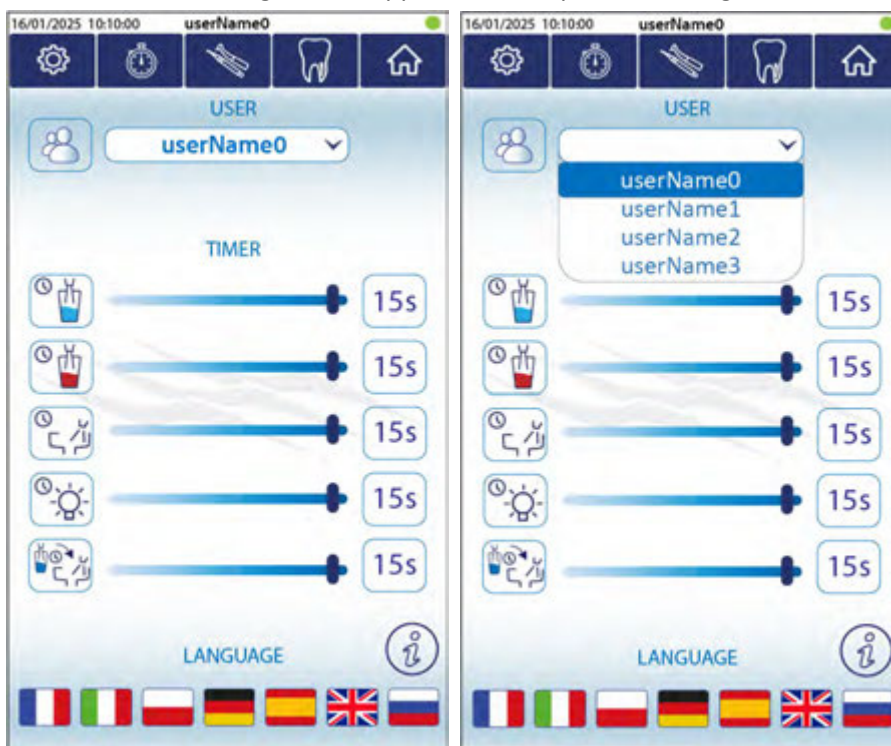 16/01/2025 10:10:00 userName0
USER
userName0
TIMER
15s
15s
15s
15s
15s
LANGUAGE
i
16/01/2025 10:10:00 userName0
USER
userName0
userName1
userName2
userName3
15s
15s
15s
15s
15s
LANGUAGE
i